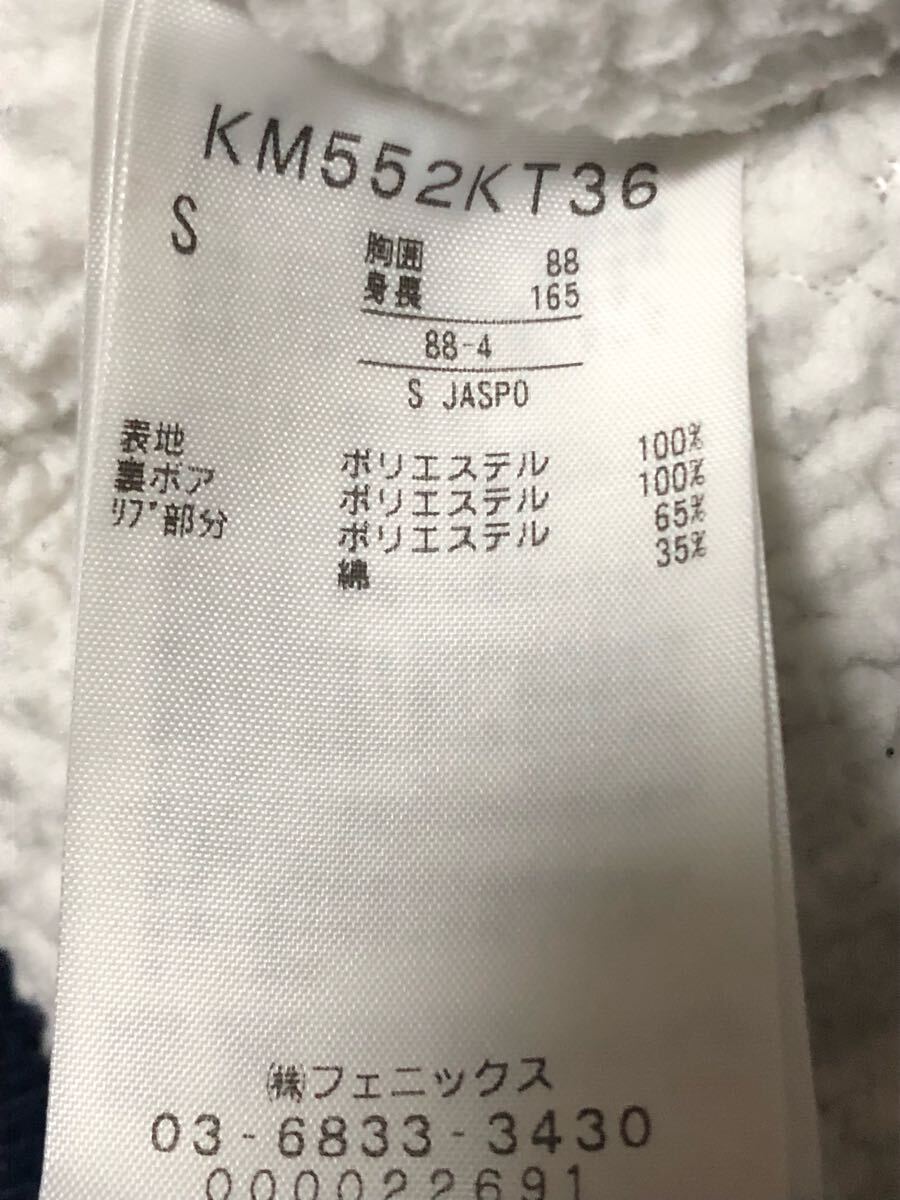 KM552KT36
S
胸囲 88
身長 165
88-4
S JASPO
表地 ポリエステル 100%
裏ボア ポリエステル 100%
ﾘﾌﾞ部分 ポリエステル 65%
綿 35%
㈱フェニックス
03-6833-3430
000022691